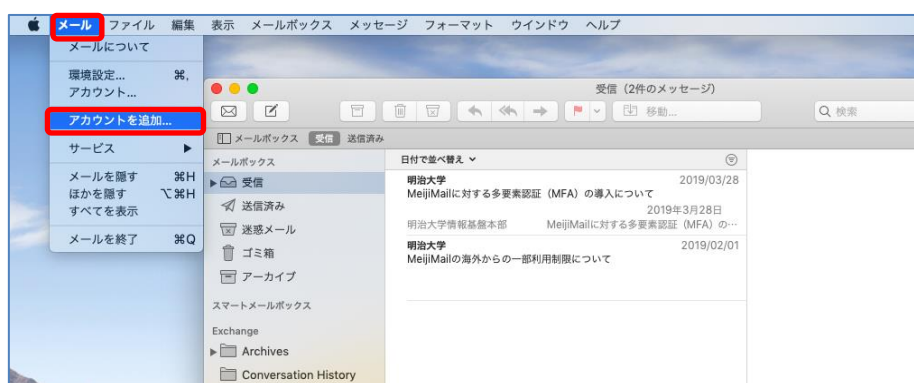 メール ファイル 編集 表示 メールボックス メッセージ フォーマット ウインドウ ヘルプ
メールについて
環境設定... ⌘,
アカウント...
アカウントを追加...
サービス ▶
メールを隠す ⌘H
ほかを隠す ⌥⌘H
すべてを表示
メールを終了 ⌘Q
受信（2件のメッセージ）
移動...
検索
メールボックス 受信 送信済み
メールボックス
受信
送信済み
迷惑メール
ゴミ箱
アーカイブ
スマートメールボックス
Exchange
Archives
Conversation History
日付で並べ替え
明治大学 2019/03/28
MeijiMailに対する多要素認証（MFA）の導入について
2019年3月28日
明治大学情報基盤本部 MeijiMailに対する多要素認証（MFA）の…
明治大学 2019/02/01
MeijiMailの海外からの一部利用制限について